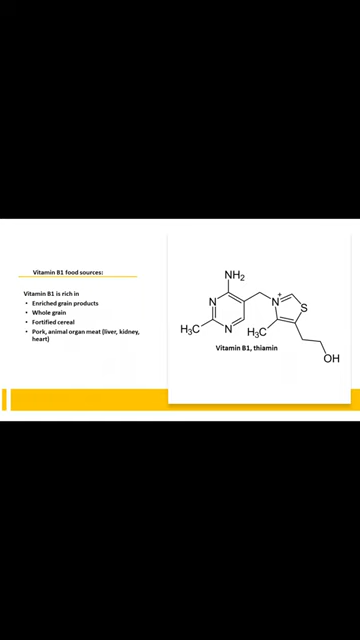 Vitamin B1 food sources:
Vitamin B1 is rich in
• Enriched grain products
• Whole grain
• Fortified cereal
• Pork, animal organ meat (liver, kidney,
heart)
NH2
N
N+
S
H3C
N
H3C
OH
Vitamin B1, thiamin